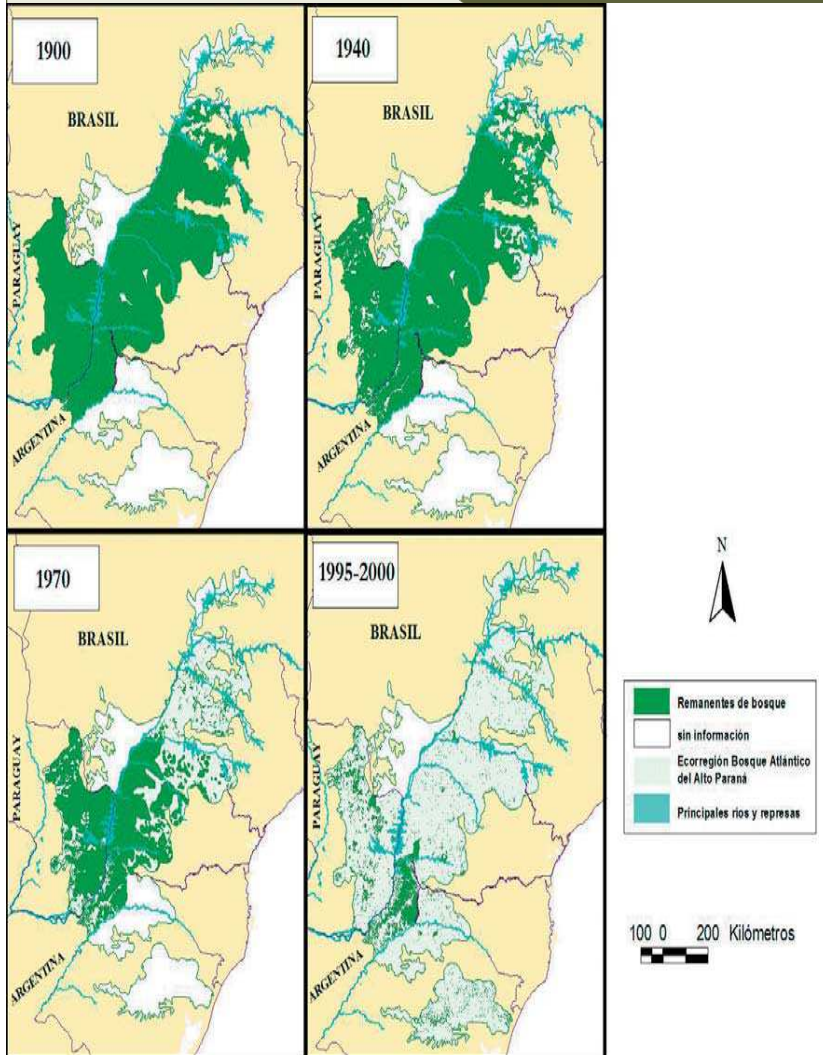 1900
BRASIL
PARAGUAY
ARGENTINA
1940
BRASIL
PARAGUAY
ARGENTINA
1970
BRASIL
PARAGUAY
ARGENTINA
1995-2000
BRASIL
PARAGUAY
ARGENTINA
N
Remanentes de bosque
sin información
Ecorregión Bosque Atlántico
del Alto Paraná
Principales ríos y represas
100 0 200 Kilómetros